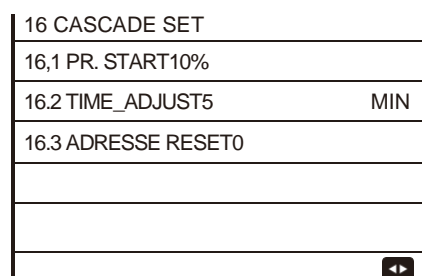 16 CASCADE SET
16,1 PR. START10%
16.2 TIME_ADJUST5 MIN
16.3 ADRESSE RESET0